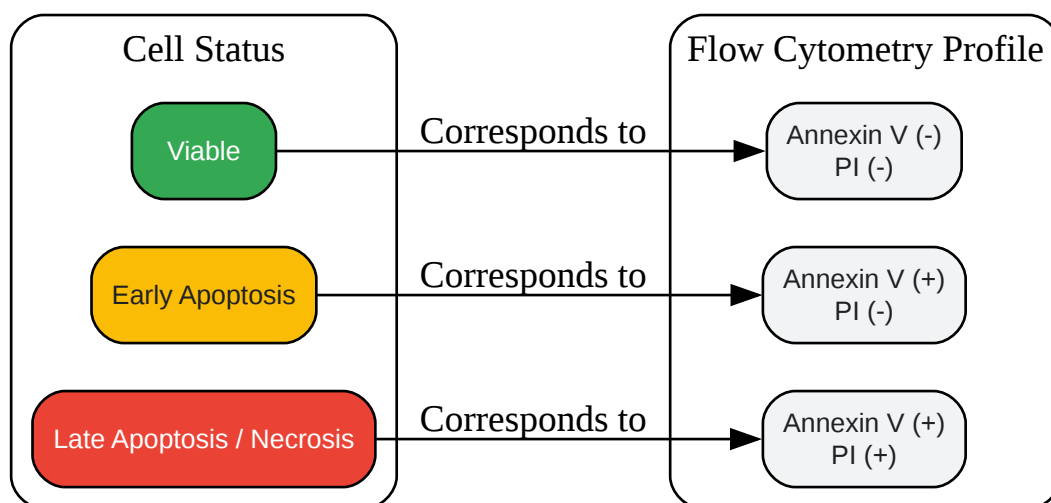 Cell Status
Flow Cytometry Profile
Viable
Corresponds to
Annexin V (-)
PI (-)
Early Apoptosis
Corresponds to
Annexin V (+)
PI (-)
Late Apoptosis / Necrosis
Corresponds to
Annexin V (+)
PI (+)